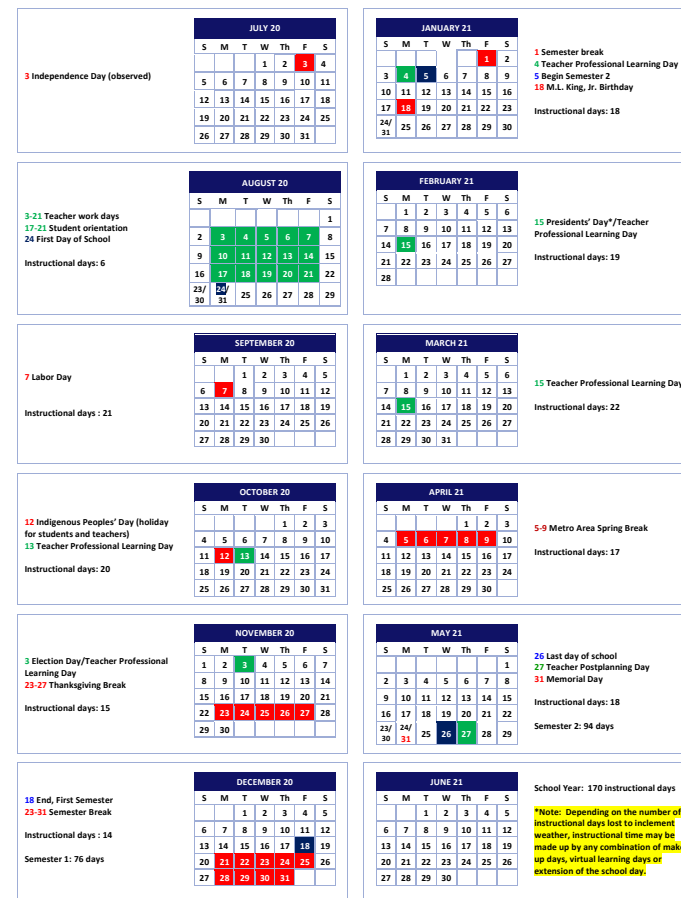 3 Independence Day (observed)
JULY 20
S M T W Th F S
1 2 3 4
5 6 7 8 9 10 11
12 13 14 15 16 17 18
19 20 21 22 23 24 25
26 27 28 29 30 31
3-21 Teacher work days
17-21 Student orientation
24 First Day of School
Instructional days: 6
AUGUST 20
S M T W Th F S
1
2 3 4 5 6 7 8
9 10 11 12 13 14 15
16 17 18 19 20 21 22
23/ 24/ 25 26 27 28 29
30 31
7 Labor Day
Instructional days : 21
SEPTEMBER 20
S M T W Th F S
1 2 3 4 5
6 7 8 9 10 11 12
13 14 15 16 17 18 19
20 21 22 23 24 25 26
27 28 29 30
12 Indigenous Peoples' Day (holiday
for students and teachers)
13 Teacher Professional Learning Day
Instructional days: 20
OCTOBER 20
S M T W Th F S
1 2 3
4 5 6 7 8 9 10
11 12 13 14 15 16 17
18 19 20 21 22 23 24
25 26 27 28 29 30 31
3 Election Day/Teacher Professional
Learning Day
23-27 Thanksgiving Break
Instructional days: 15
NOVEMBER 20
S M T W Th F S
1 2 3 4 5 6 7
8 9 10 11 12 13 14
15 16 17 18 19 20 21
22 23 24 25 26 27 28
29 30
18 End, First Semester
23-31 Semester Break
Instructional days : 14
Semester 1: 76 days
DECEMBER 20
S M T W Th F S
1 2 3 4 5
6 7 8 9 10 11 12
13 14 15 16 17 18 19
20 21 22 23 24 25 26
27 28 29 30 31
JANUARY 21
S M T W Th F S
1 2
3 4 5 6 7 8 9
10 11 12 13 14 15 16
17 18 19 20 21 22 23
24/ 25 26 27 28 29 30
31
1 Semester break
4 Teacher Professional Learning Day
5 Begin Semester 2
18 M.L. King, Jr. Birthday
Instructional days: 18
FEBRUARY 21
S M T W Th F S
1 2 3 4 5 6
7 8 9 10 11 12 13
14 15 16 17 18 19 20
21 22 23 24 25 26 27
28
15 Presidents' Day*/Teacher
Professional Learning Day
Instructional days: 19
MARCH 21
S M T W Th F S
1 2 3 4 5 6
7 8 9 10 11 12 13
14 15 16 17 18 19 20
21 22 23 24 25 26 27
28 29 30 31
15 Teacher Professional Learning Day
Instructional days: 22
APRIL 21
S M T W Th F S
1 2 3
4 5 6 7 8 9 10
11 12 13 14 15 16 17
18 19 20 21 22 23 24
25 26 27 28 29 30
5-9 Metro Area Spring Break
Instructional days: 17
MAY 21
S M T W Th F S
1
2 3 4 5 6 7 8
9 10 11 12 13 14 15
16 17 18 19 20 21 22
23/ 24/ 25 26 27 28 29
30 31
26 Last day of school
27 Teacher Postplanning Day
31 Memorial Day
Instructional days: 18
Semester 2: 94 days
JUNE 21
S M T W Th F S
1 2 3 4 5
6 7 8 9 10 11 12
13 14 15 16 17 18 19
20 21 22 23 24 25 26
27 28 29 30
School Year: 170 instructional days
*Note: Depending on the number of
instructional days lost to inclement
weather, instructional time may be
made up by any combination of make
up days, virtual learning days or
extension of the school day.